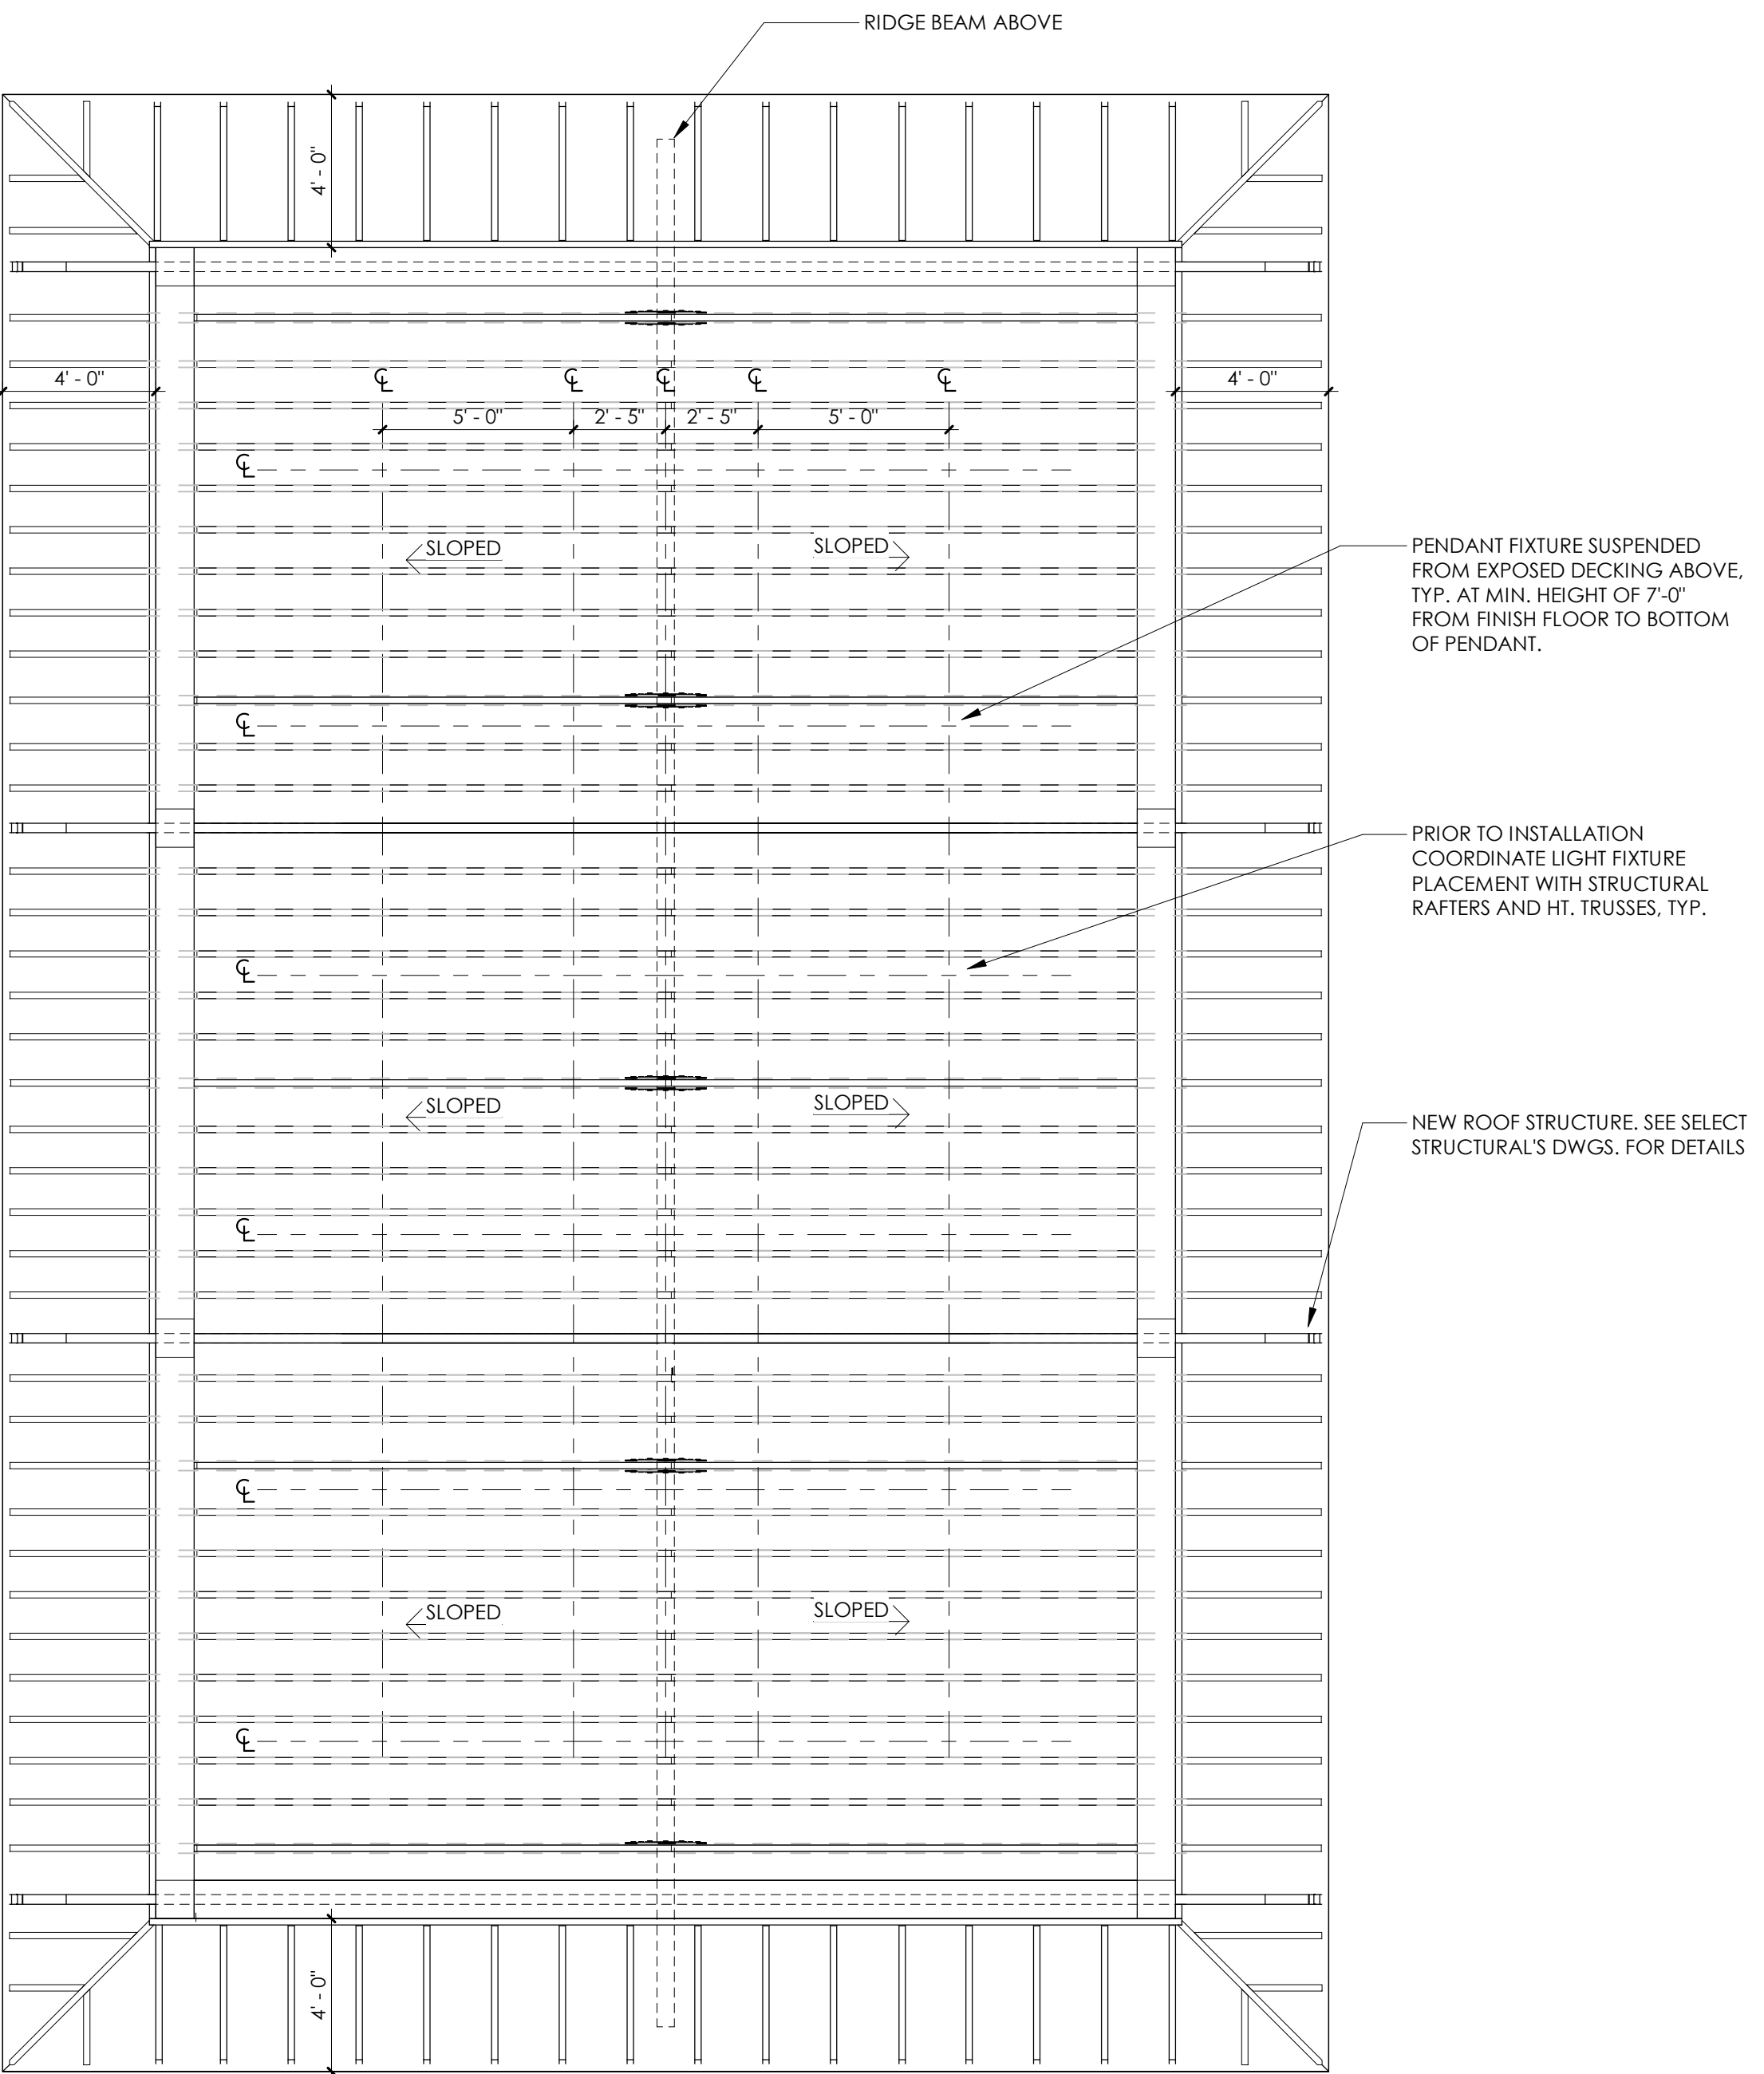 RIDGE BEAM ABOVE
4' - 0"
4' - 0"
4' - 0"
℄ ℄ ℄ ℄ ℄
5' - 0" 2' - 5" 2' - 5" 5' - 0"
℄
SLOPED SLOPED
PENDANT FIXTURE SUSPENDED
FROM EXPOSED DECKING ABOVE,
TYP. AT MIN. HEIGHT OF 7'-0"
FROM FINISH FLOOR TO BOTTOM
OF PENDANT.
℄
PRIOR TO INSTALLATION
COORDINATE LIGHT FIXTURE
PLACEMENT WITH STRUCTURAL
RAFTERS AND HT. TRUSSES, TYP.
℄
SLOPED SLOPED
NEW ROOF STRUCTURE. SEE SELECT
STRUCTURAL'S DWGS. FOR DETAILS
℄
℄
SLOPED SLOPED
℄
4' - 0"